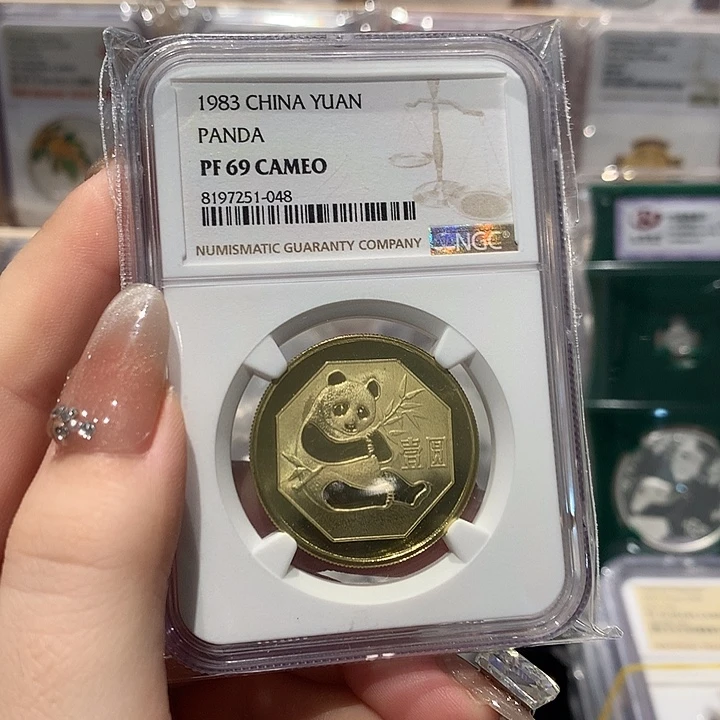 1983 CHINA YUAN
PANDA
PF 69 CAMEO
8197251-048
NUMISMATIC GUARANTY COMPANY
NGC®
壹圆